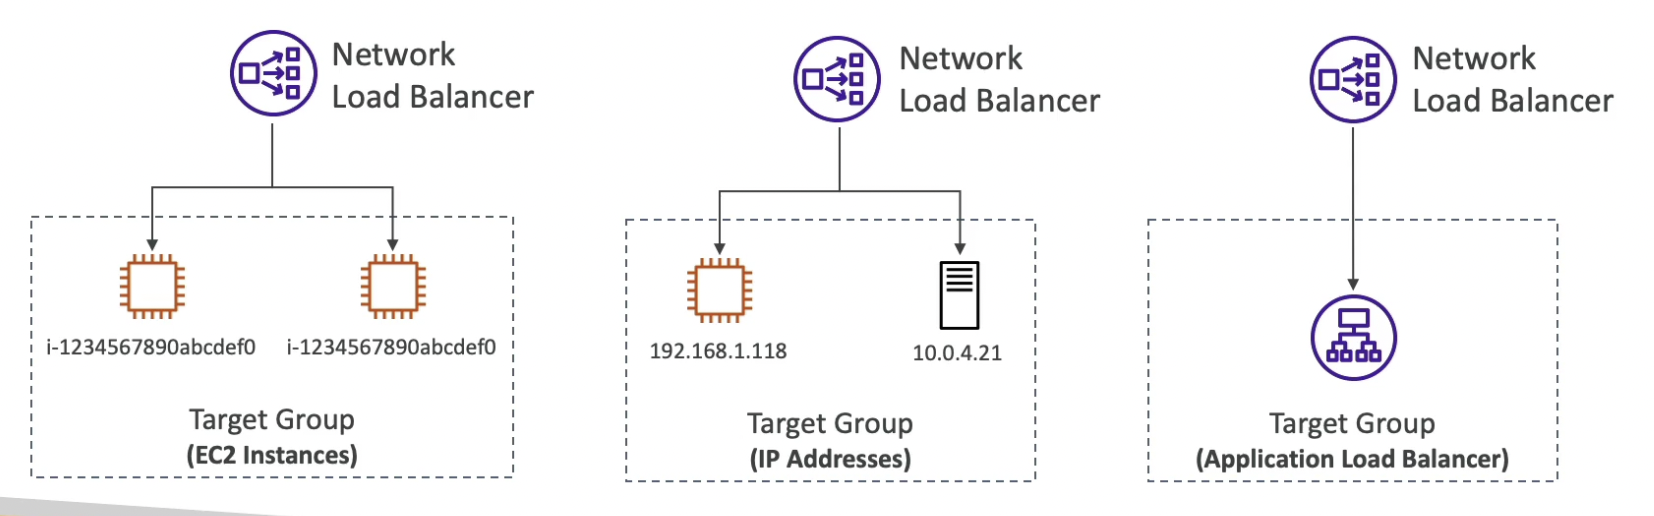 Network
Load Balancer
i-1234567890abcdef0
i-1234567890abcdef0
Target Group
(EC2 Instances)
Network
Load Balancer
192.168.1.118
10.0.4.21
Target Group
(IP Addresses)
Network
Load Balancer
Target Group
(Application Load Balancer)